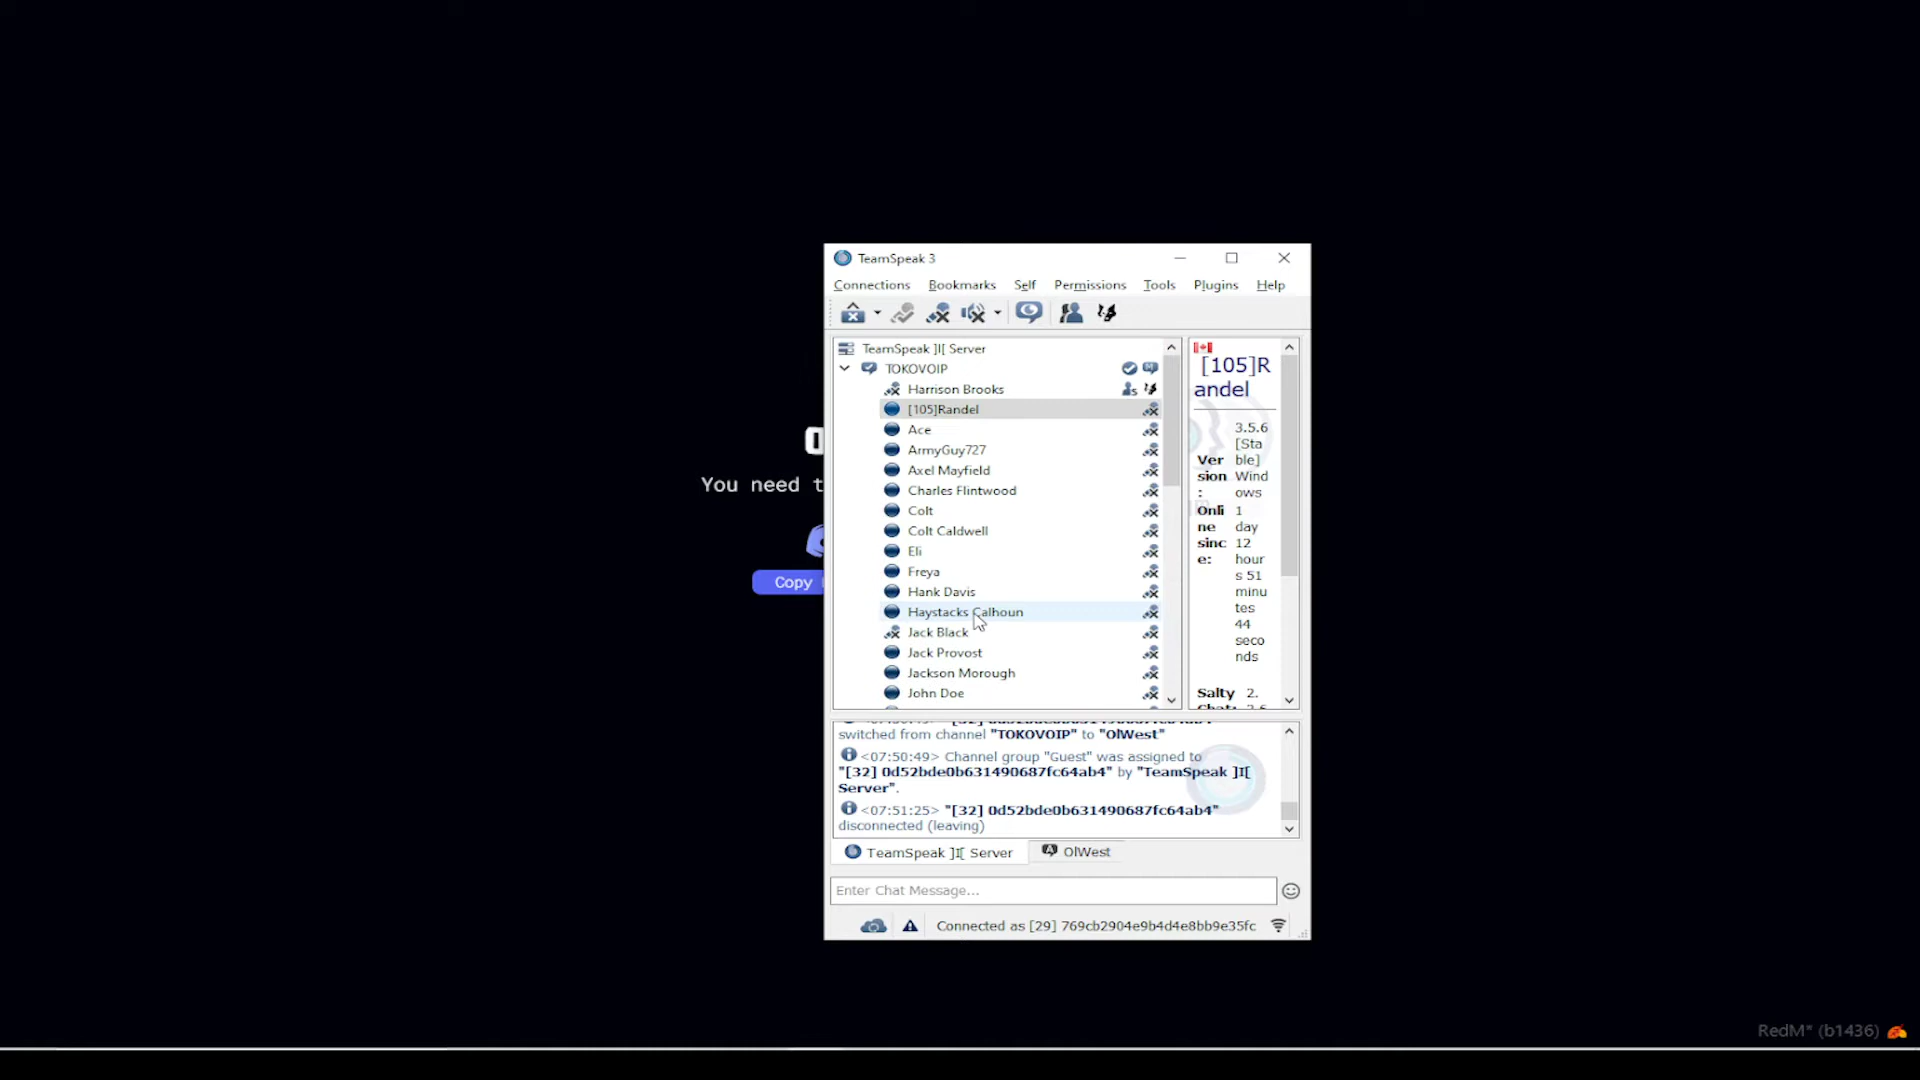 TeamSpeak 3
Connections Bookmarks Self Permissions Tools Plugins Help
TeamSpeak ]I[ Server
TOKOVOIP
Harrison Brooks
[105]Randel
Ace
ArmyGuy727
Axel Mayfield
Charles Flintwood
Colt
Colt Caldwell
Eli
Freya
Hank Davis
Haystacks Calhoun
Jack Black
Jack Provost
Jackson Morough
John Doe
[105]R
andel
Ver
sion
:
3.5.6
[Sta
ble]
Wind
ows
Onli
ne
sinc
e:
1
day
12
hour
s 51
minu
tes
44
seco
nds
Salty 2.
switched from channel "TOKOVOIP" to "OlWest"
<07:50:49> Channel group "Guest" was assigned to
"[32] 0d52bde0b631490687fc64ab4" by "TeamSpeak ]I[
Server".
<07:51:25> "[32] 0d52bde0b631490687fc64ab4"
disconnected (leaving)
TeamSpeak ]I[ Server OlWest
Enter Chat Message...
Connected as [29] 769cb2904e9b4d4e8bb9e35fc
You need t
Copy
RedM* (b1436)